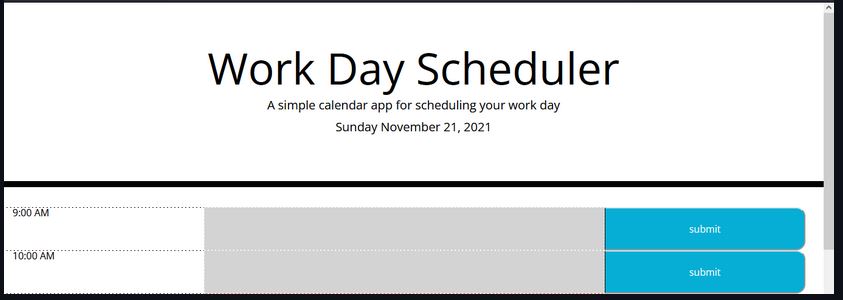 Work Day Scheduler
A simple calendar app for scheduling your work day
Sunday November 21, 2021
9:00 AM
submit
10:00 AM
submit